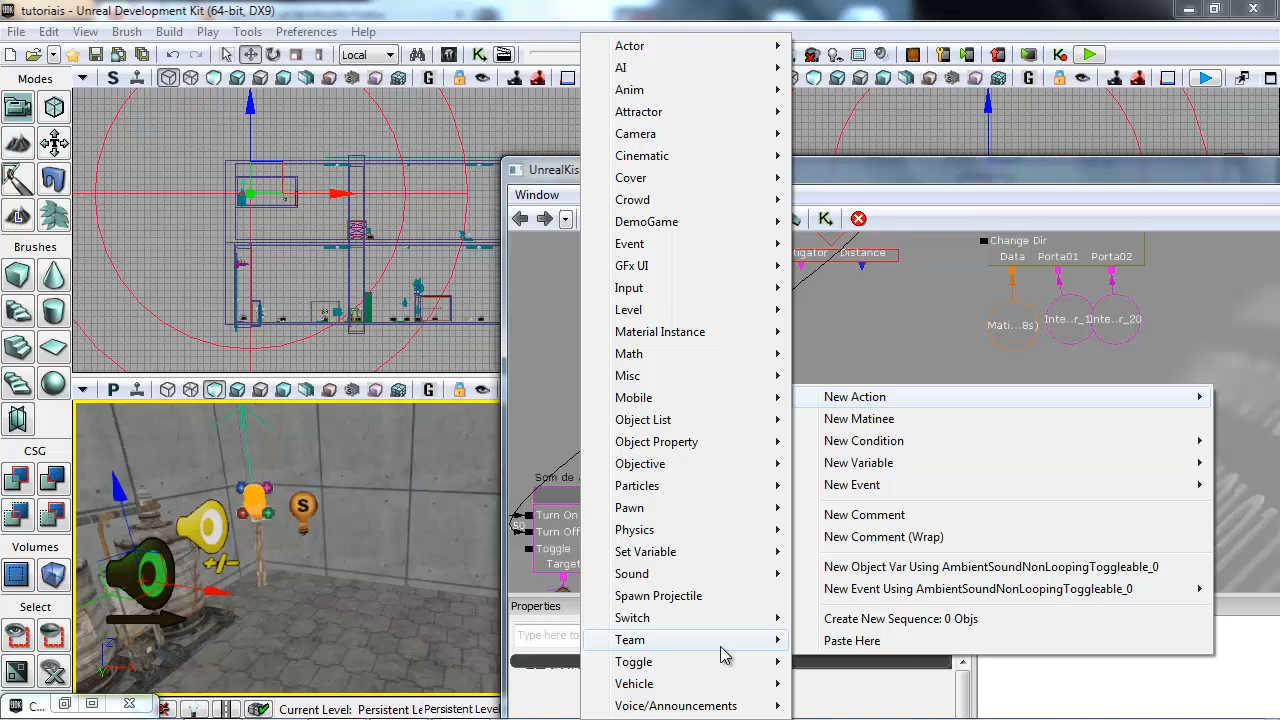 tutoriais - Unreal Development Kit (64-bit, DX9)
File Edit View Brush Build Play Tools Preferences Help
Local
Modes
S
G
G
Brushes
CSG
Volumes
Select
P
G
UnrealKis
Window
Actor
AI
Anim
Attractor
Camera
Cinematic
Cover
Crowd
DemoGame
Event
GFx UI
Input
Level
Material Instance
Math
Misc
Mobile
Object List
Object Property
Objective
Particles
Pawn
Physics
Set Variable
Sound
Spawn Projectile
Switch
Team
Toggle
Vehicle
Voice/Announcements
tigator Distance
Change Dir
Data Porta01 Porta02
Mati...8s)
Inte..r_1
Inte..r_20
New Action
New Matinee
New Condition
New Variable
New Event
New Comment
New Comment (Wrap)
New Object Var Using AmbientSoundNonLoopingToggleable_0
New Event Using AmbientSoundNonLoopingToggleable_0
Create New Sequence: 0 Objs
Paste Here
Som de
Turn On
Turn Off
Toggle
Target
50
Properties
Type here to
S
+/-
Z
C...
Current Level: Persistent Le
Persistent Level